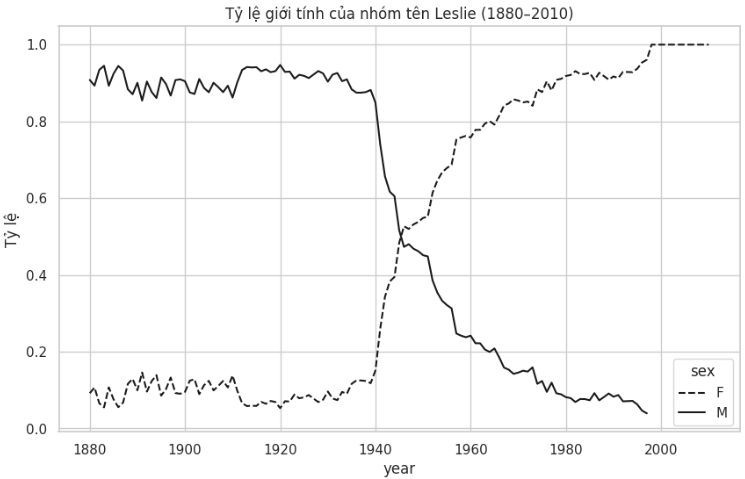 Tỷ lệ giới tính của nhóm tên Leslie (1880–2010)
1.0
0.8
0.6
0.4
0.2
0.0
Tỷ lệ
1880
1900
1920
1940
1960
1980
2000
year
sex
F
M